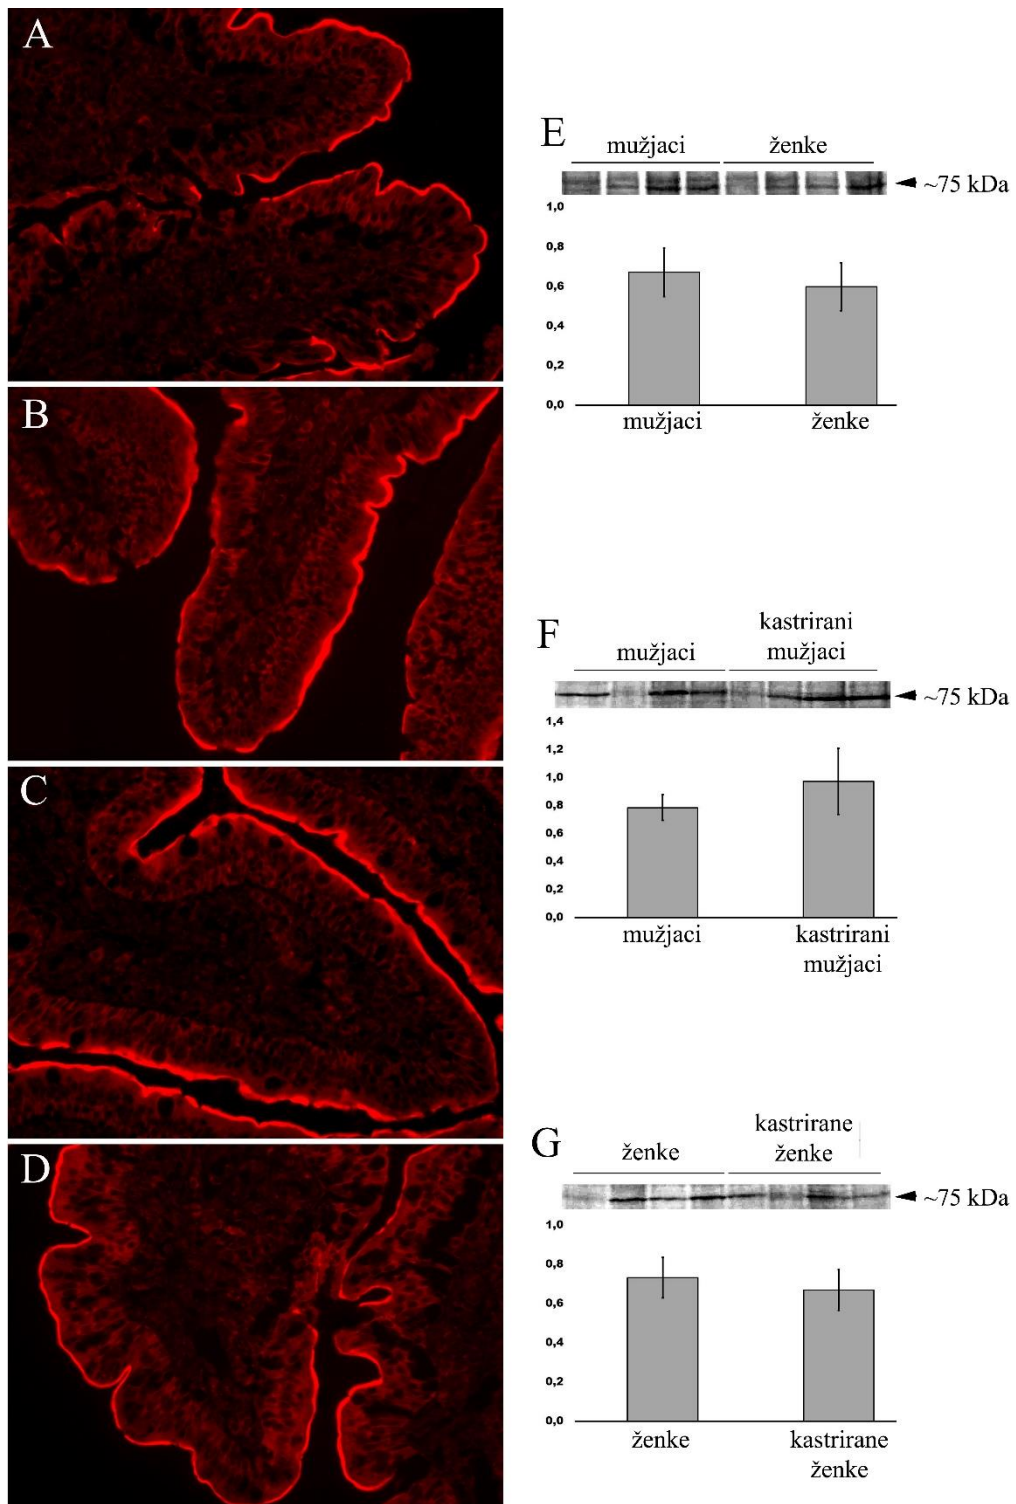 A
B
C
D
E
mužjaci ženke
~75 kDa
1,0
0,8
0,6
0,4
0,2
0,0
mužjaci ženke
F
mužjaci kastrirani
mužjaci
~75 kDa
1,4
1,2
1,0
0,8
0,6
0,4
0,2
0,0
mužjaci kastrirani
mužjaci
G
ženke kastrirane
ženke
~75 kDa
1,0
0,8
0,6
0,4
0,2
0,0
ženke kastrirane
ženke